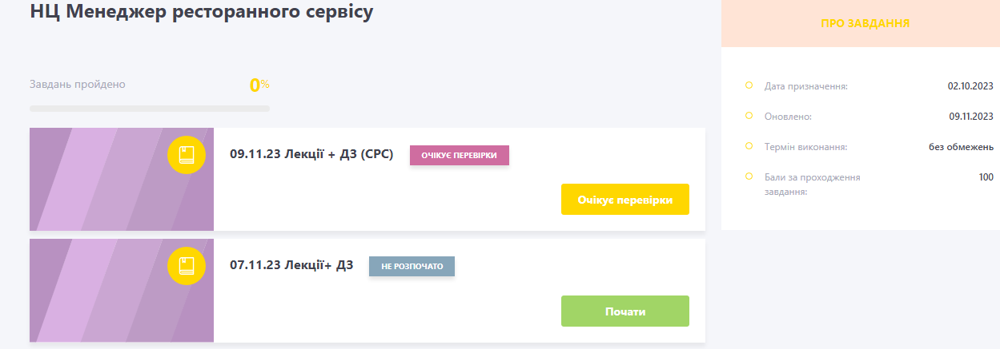 НЦ Менеджер ресторанного сервісу
Завдань пройдено 0%
09.11.23 Лекції + ДЗ (СРС) ОЧІКУЄ ПЕРЕВІРКИ
Очікує перевірки
07.11.23 Лекції+ ДЗ НЕ РОЗПОЧАТО
Почати
ПРО ЗАВДАННЯ
Дата призначення: 02.10.2023
Оновлено: 09.11.2023
Термін виконання: без обмежень
Бали за проходження 100
завдання: